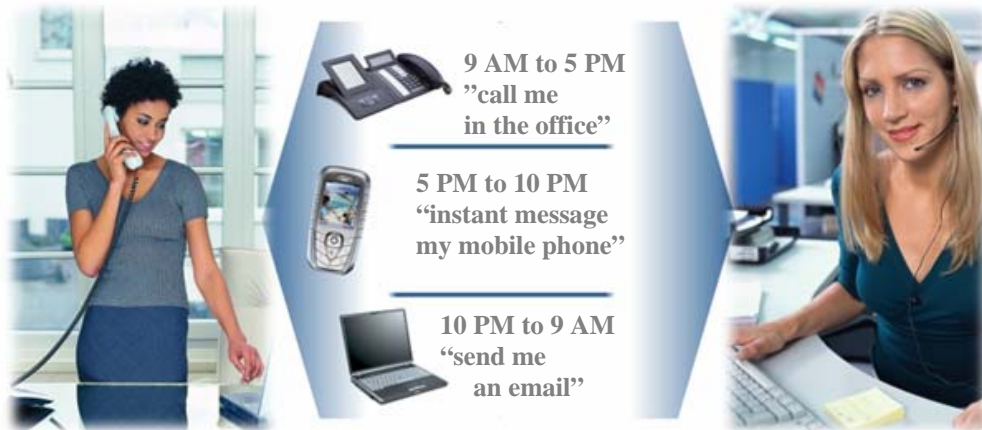 9 AM to 5 PM
”call me
in the office”
5 PM to 10 PM
“instant message
my mobile phone”
10 PM to 9 AM
“send me
an email”